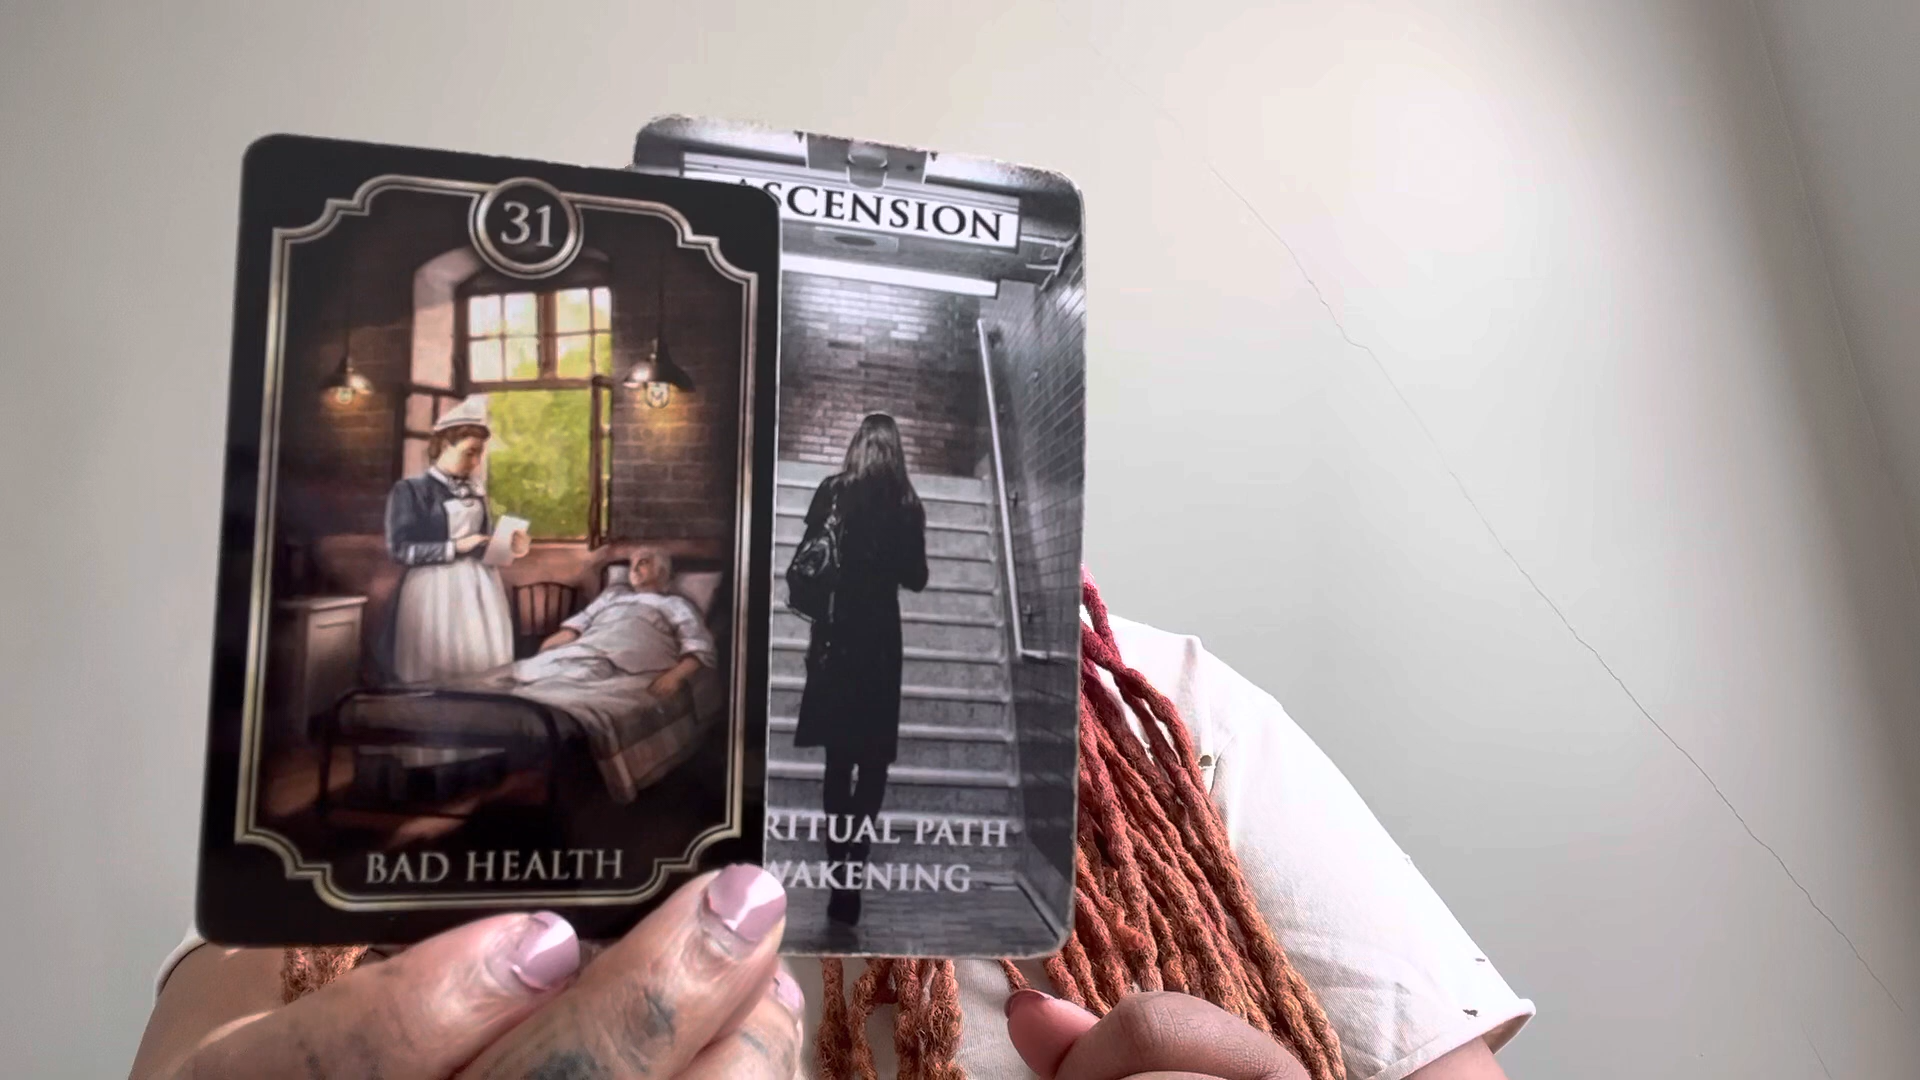 31
BAD HEALTH
ASCENSION
RITUAL PATH
WAKENING